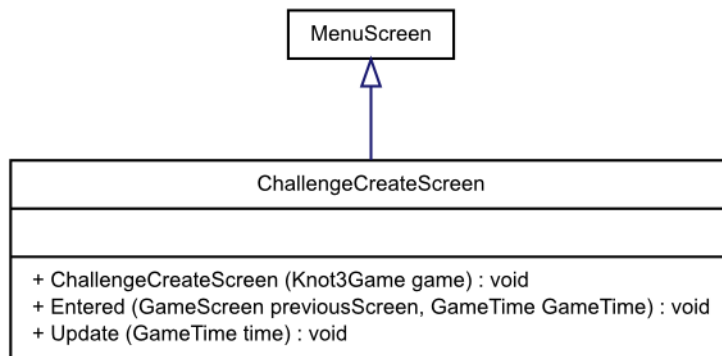 MenuScreen
ChallengeCreateScreen
+ ChallengeCreateScreen (Knot3Game game) : void
+ Entered (GameScreen previousScreen, GameTime GameTime) : void
+ Update (GameTime time) : void